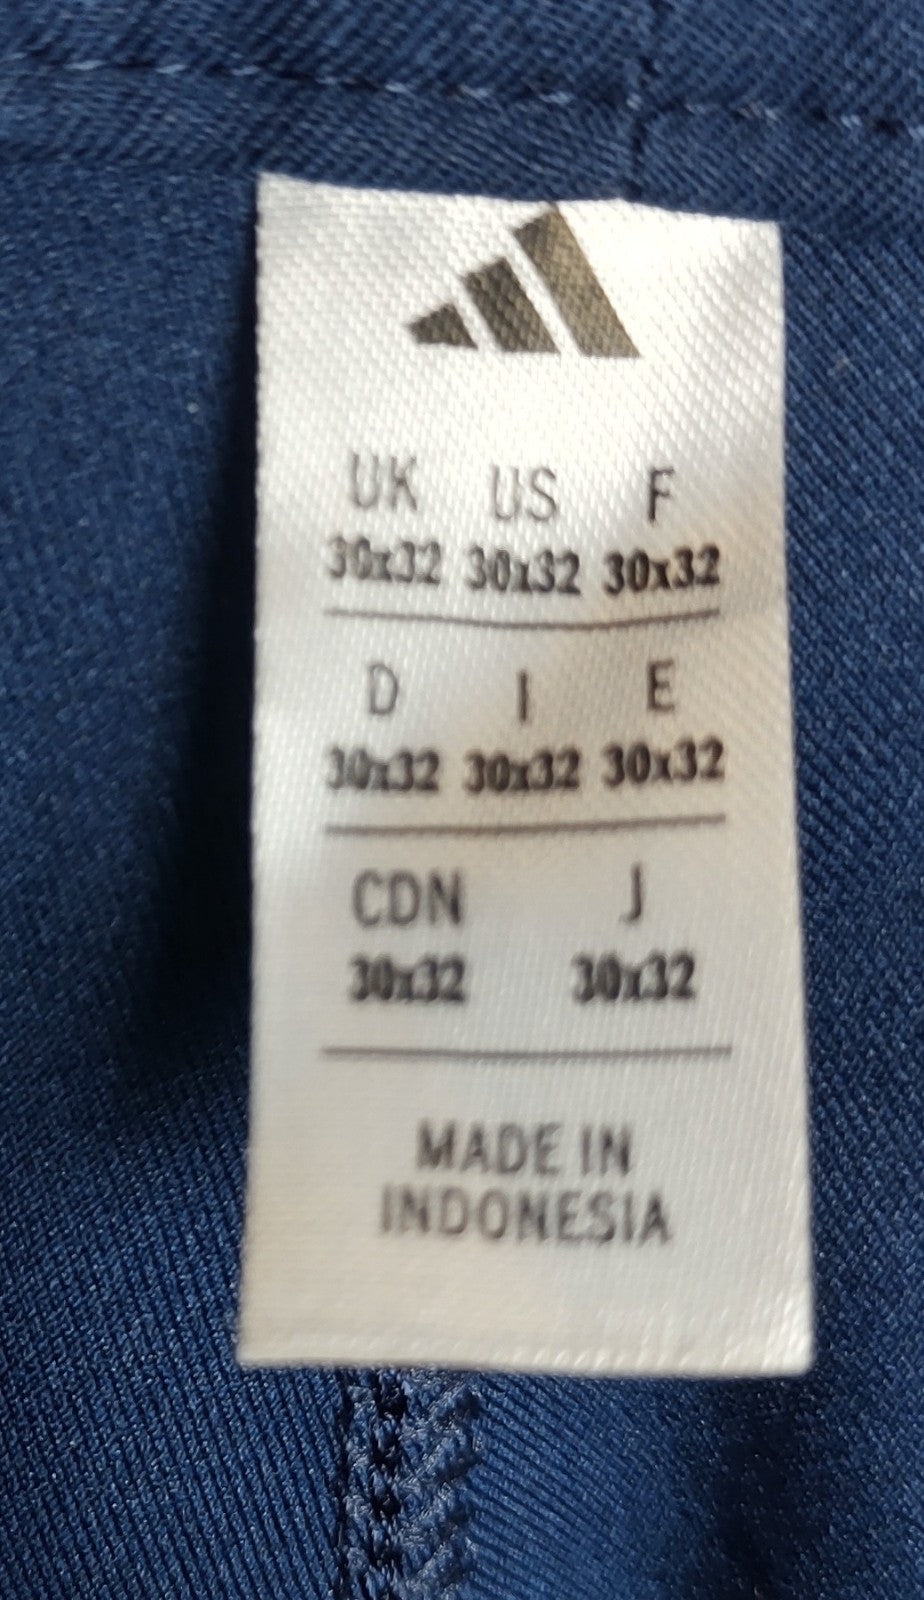 UK US F
30x32 30x32 30x32
D I E
30x32 30x32 30x32
CDN J
30x32 30x32
MADE IN
INDONESIA